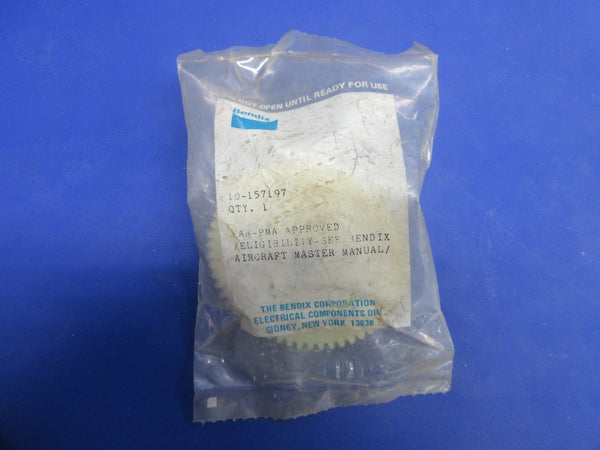 DO NOT OPEN UNTIL READY FOR USE
Bendix
10-157197
QTY. 1
FAA-PMA APPROVED
/ELIGIBILITY-SEE BENDIX
AIRCRAFT MASTER MANUAL/
THE BENDIX CORPORATION
ELECTRICAL COMPONENTS DIV.
SIDNEY, NEW YORK 13838